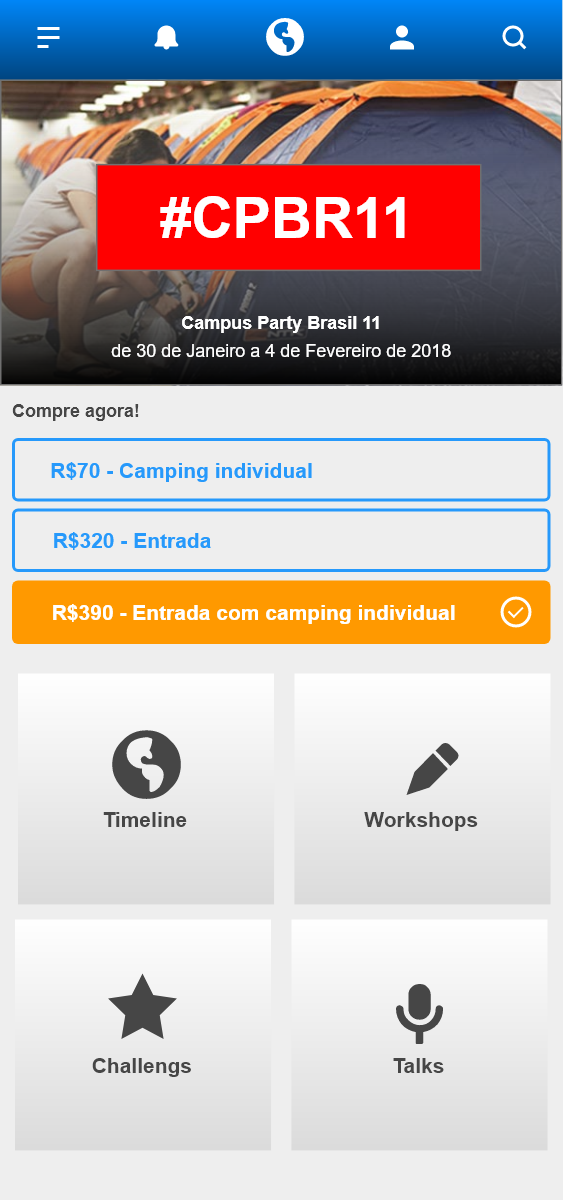 #CPBR11
Campus Party Brasil 11
de 30 de Janeiro a 4 de Fevereiro de 2018
Compre agora!
R$70 - Camping individual
R$320 - Entrada
R$390 - Entrada com camping individual
Timeline
Workshops
Challengs
Talks